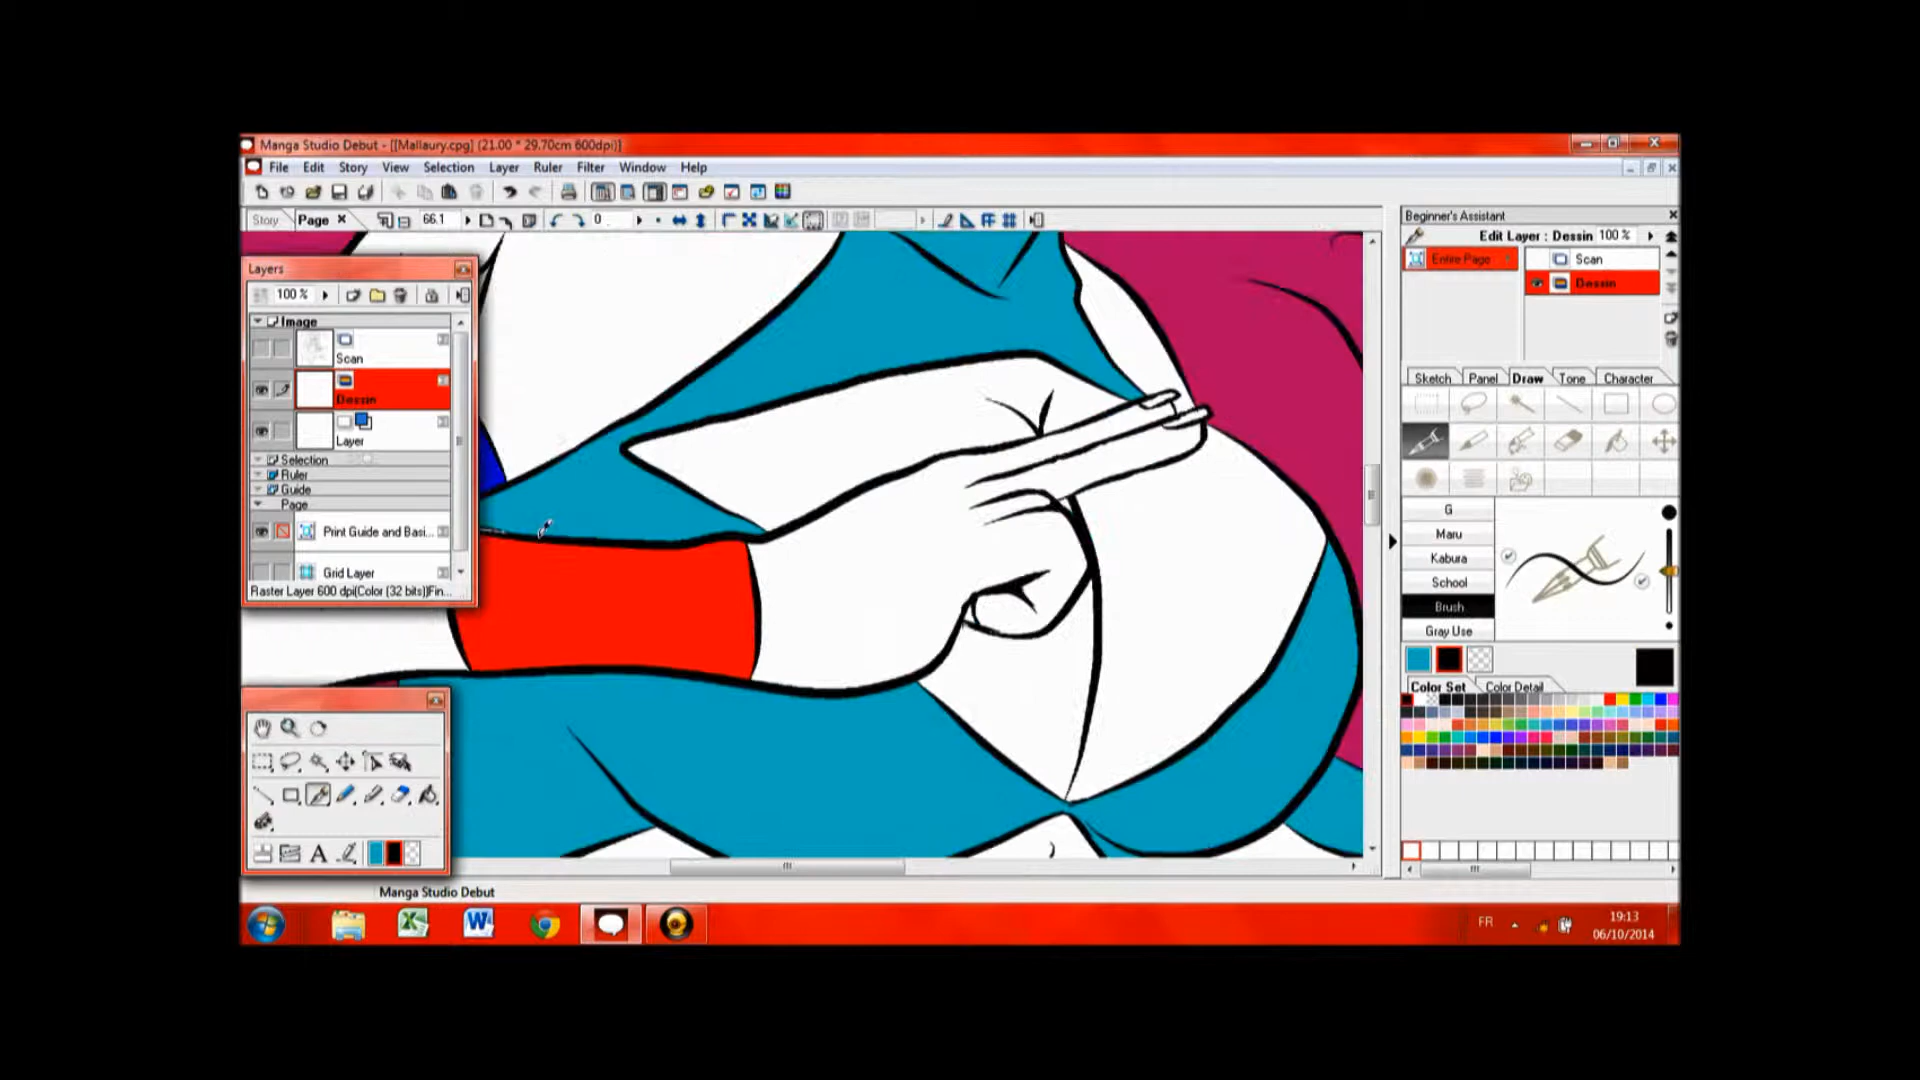 Manga Studio Debut - [[Mallaury.cpg] (21.00 * 29.70cm 600dpi)]
File Edit Story View Selection Layer Ruler Filter Window Help
Story Page 66.1 0
Layers
100 %
Image
Scan
Dessin
Layer
Selection
Ruler
Guide
Page
Print Guide and Basi...
Grid Layer
Raster Layer 600 dpi(Color (32 bits))Fin...
A
Manga Studio Debut
Beginner's Assistant
Edit Layer : Dessin 100 %
Entire Page
Scan
Dessin
Sketch Panel Draw Tone Character
G
Maru
Kabura
School
Brush
Gray Use
Color Set Color Detail
FR
19:13
06/10/2014